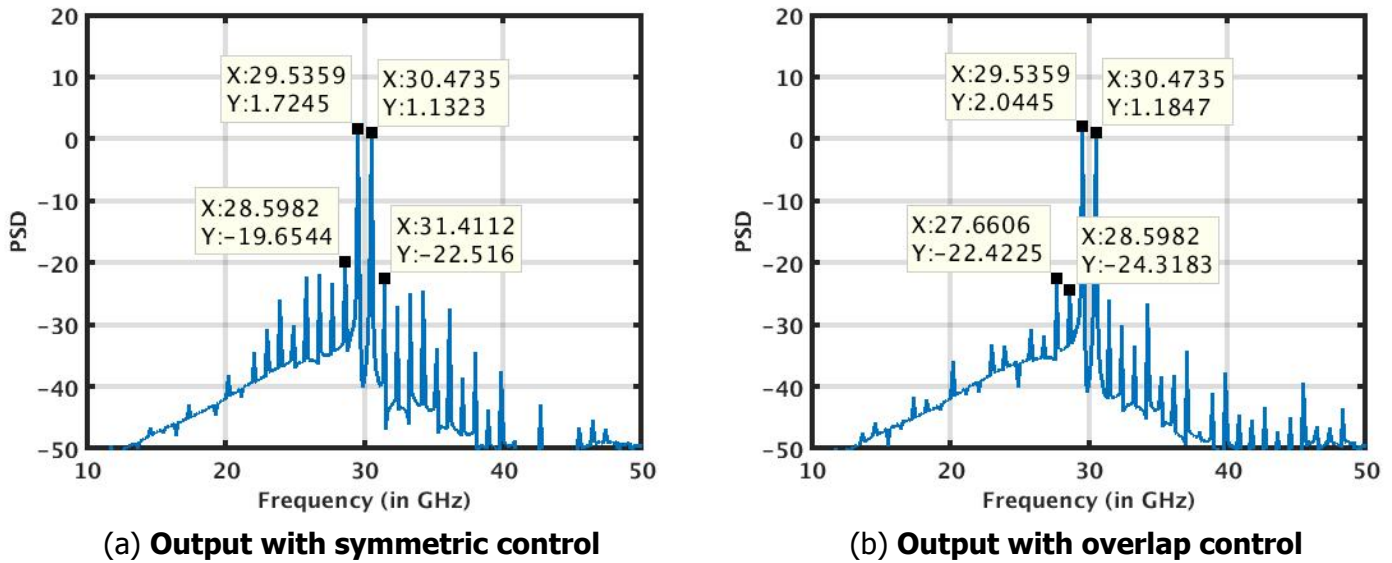 20
10
0
−10
−20
−30
−40
−50
PSD
X:29.5359
Y:1.7245
X:30.4735
Y:1.1323
X:28.5982
Y:−19.6544
X:31.4112
Y:−22.516
10 20 30 40 50
Frequency (in GHz)
(a) Output with symmetric control
20
10
0
−10
−20
−30
−40
−50
PSD
X:29.5359
Y:2.0445
X:30.4735
Y:1.1847
X:27.6606
Y:−22.4225
X:28.5982
Y:−24.3183
10 20 30 40 50
Frequency (in GHz)
(b) Output with overlap control